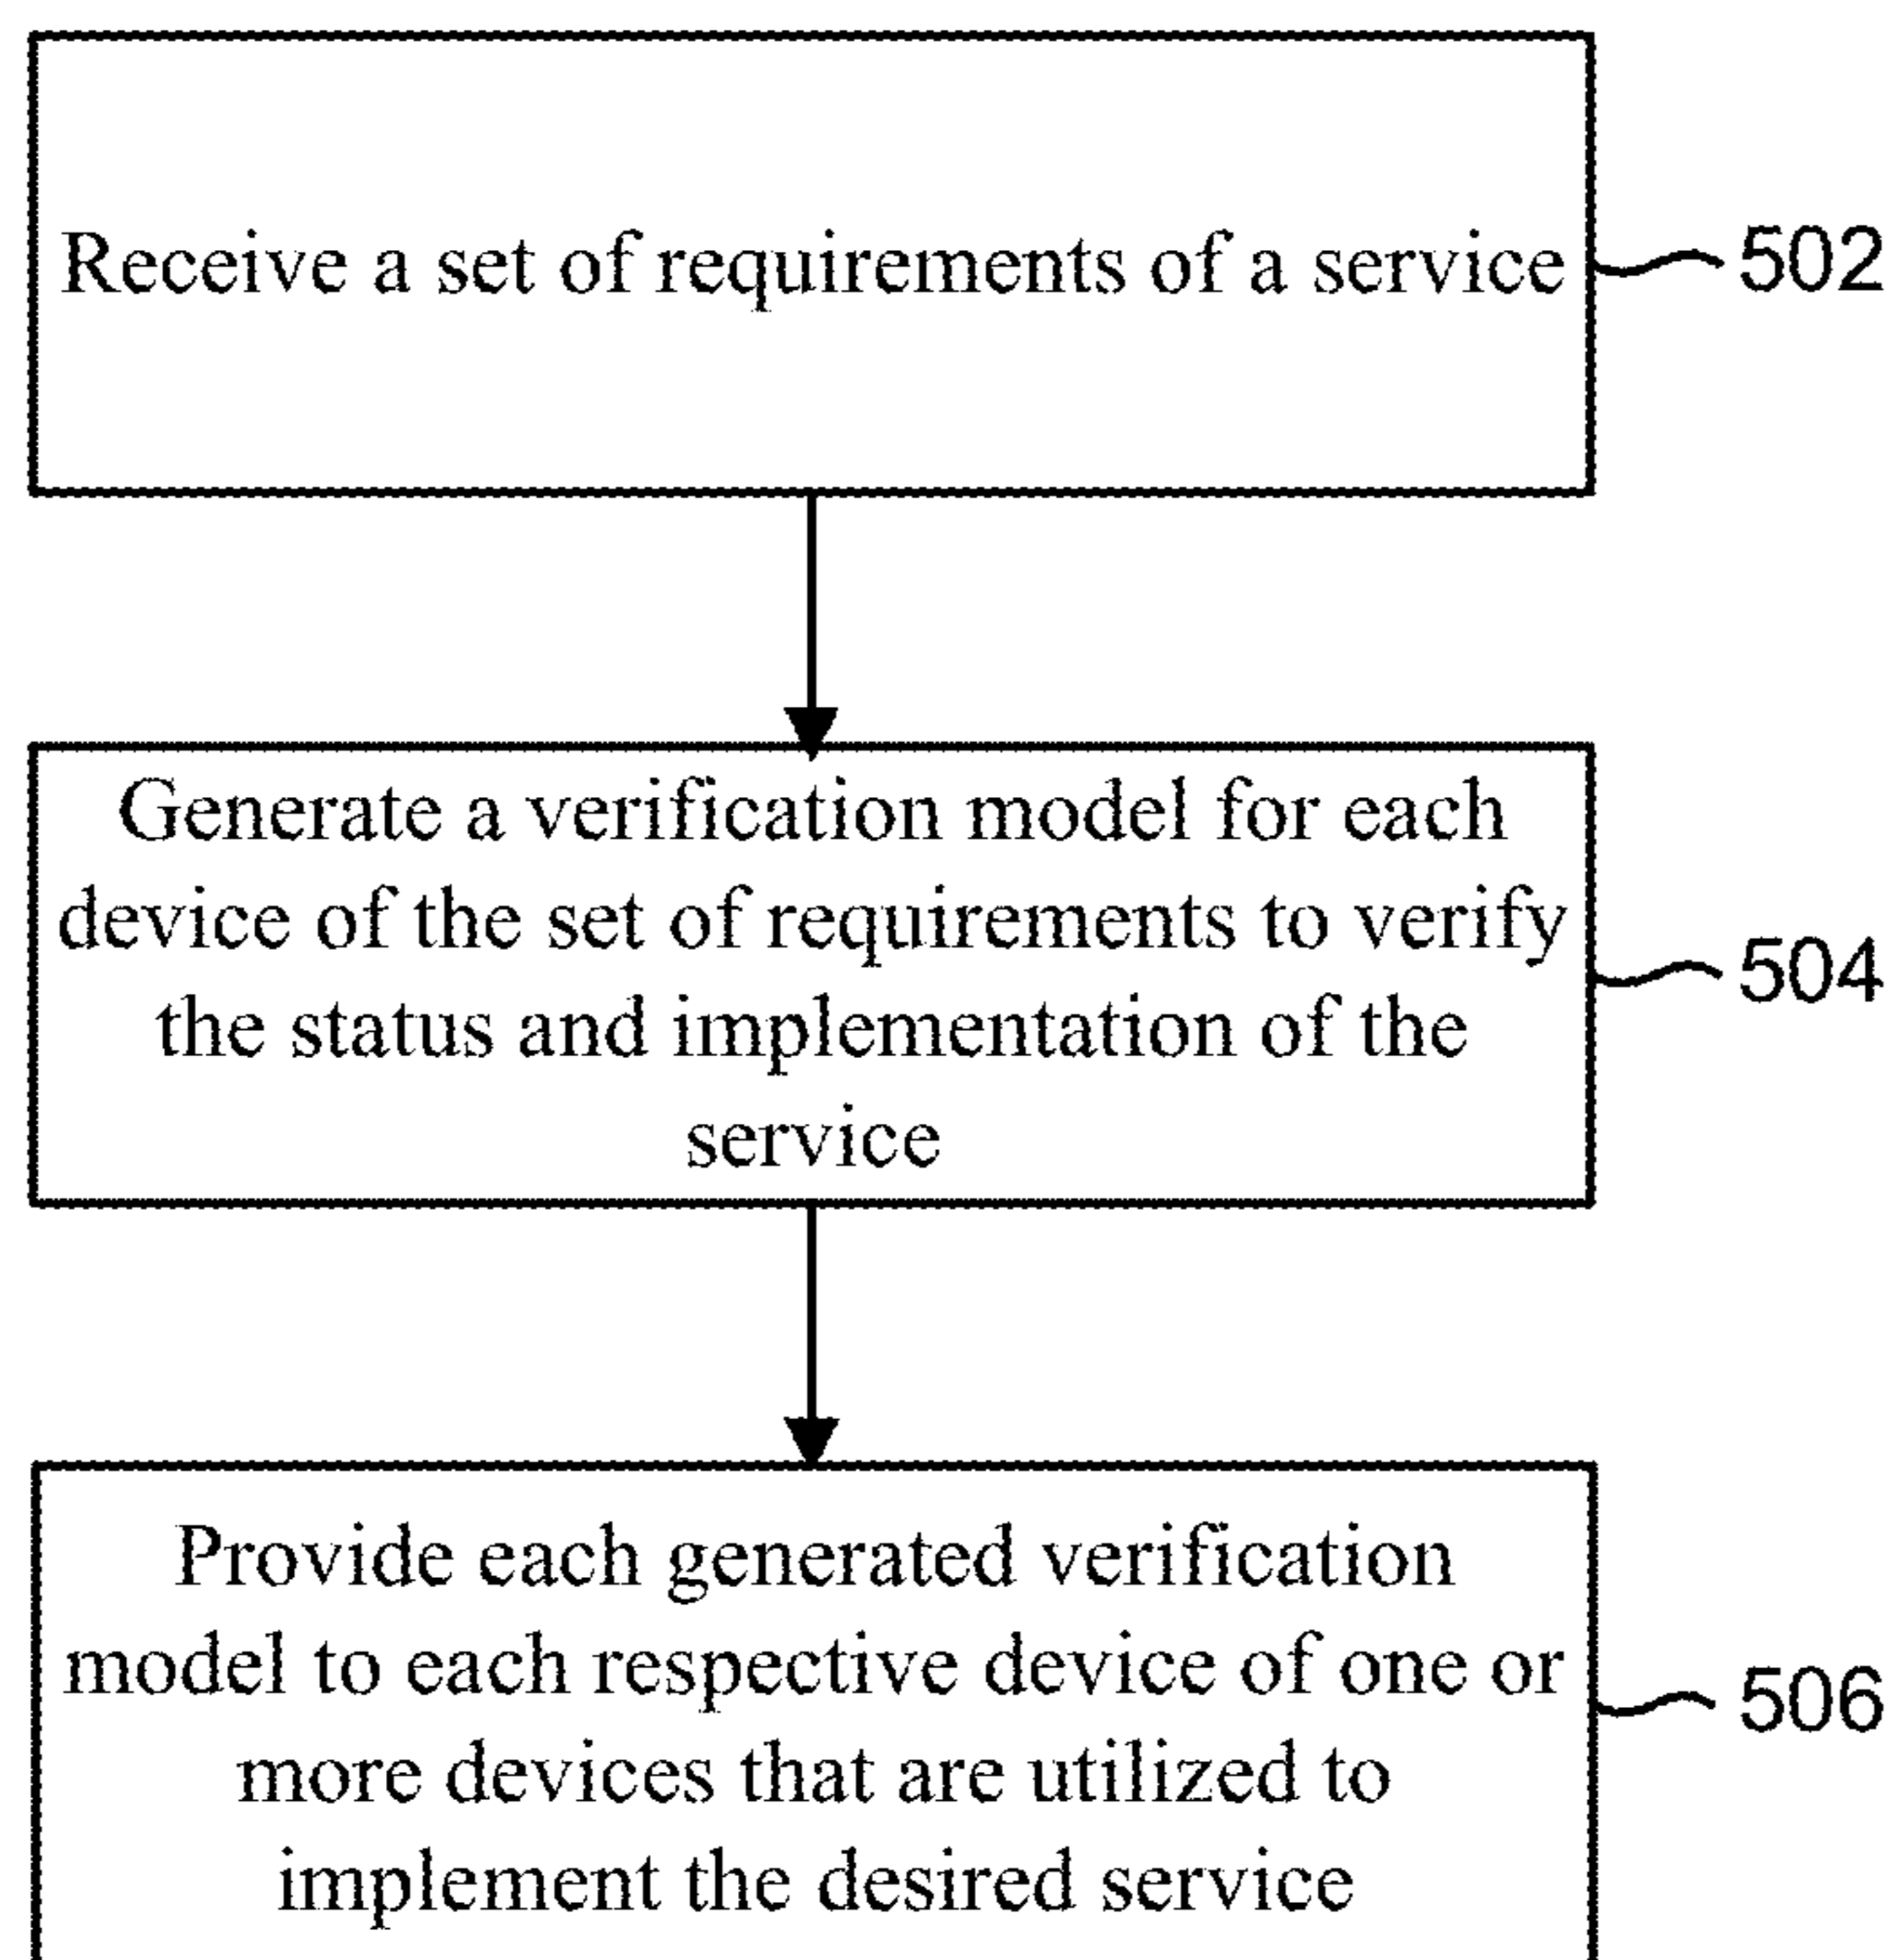 Receive a set of requirements of a service
502
Generate a verification model for each
device of the set of requirements to verify
the status and implementation of the
service
504
Provide each generated verification
model to each respective device of one or
more devices that are utilized to
implement the desired service
506